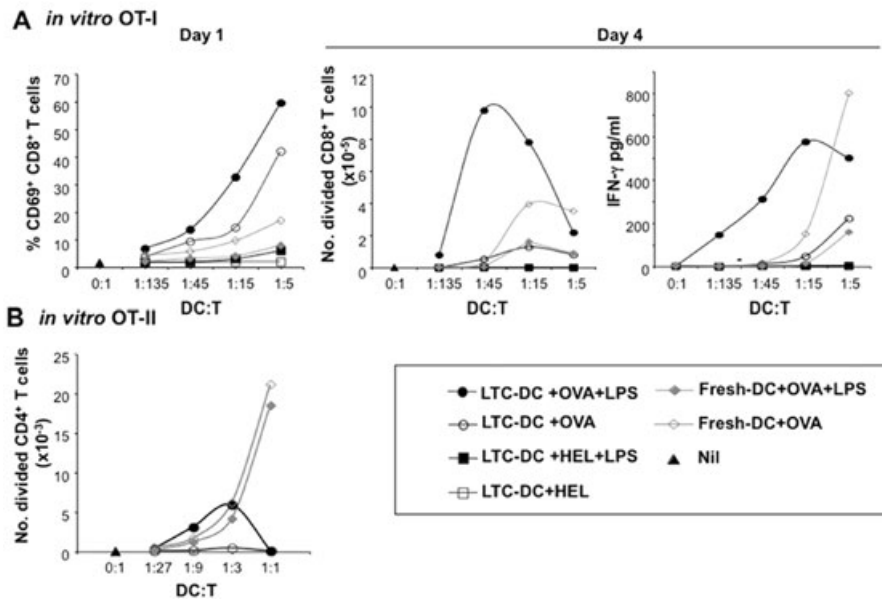 A in vitro OT-I
Day 1
Day 4
% CD69+ CD8+ T cells
70
60
50
40
30
20
10
0
0:1 1:135 1:45 1:15 1:5
DC:T
No. divided CD8+ T cells
(x10-5)
12
10
8
6
4
2
0
0:1 1:135 1:45 1:15 1:5
DC:T
IFN-γ pg/ml
800
600
400
200
0
0:1 1:135 1:45 1:15 1:5
DC:T
B in vitro OT-II
No. divided CD4+ T cells
(x10-3)
25
20
15
10
5
0
0:1 1:27 1:9 1:3 1:1
DC:T
LTC-DC +OVA+LPS
LTC-DC +OVA
LTC-DC +HEL+LPS
LTC-DC+HEL
Fresh-DC+OVA+LPS
Fresh-DC+OVA
Nil